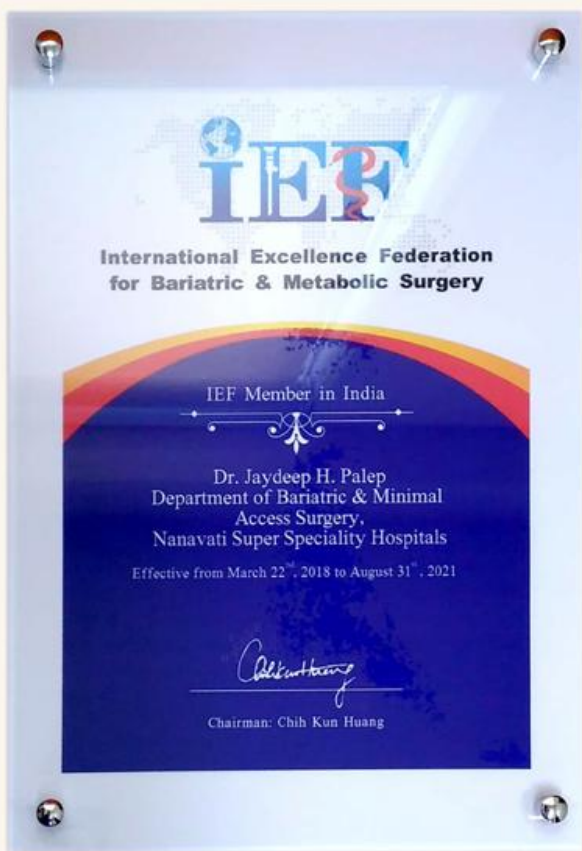 iEF
International Excellence Federation
for Bariatric & Metabolic Surgery
IEF Member in India
Dr. Jaydeep H. Palep
Department of Bariatric & Minimal
Access Surgery,
Nanavati Super Speciality Hospitals
Effective from March 22nd, 2018 to August 31st, 2021
Chairman: Chih Kun Huang